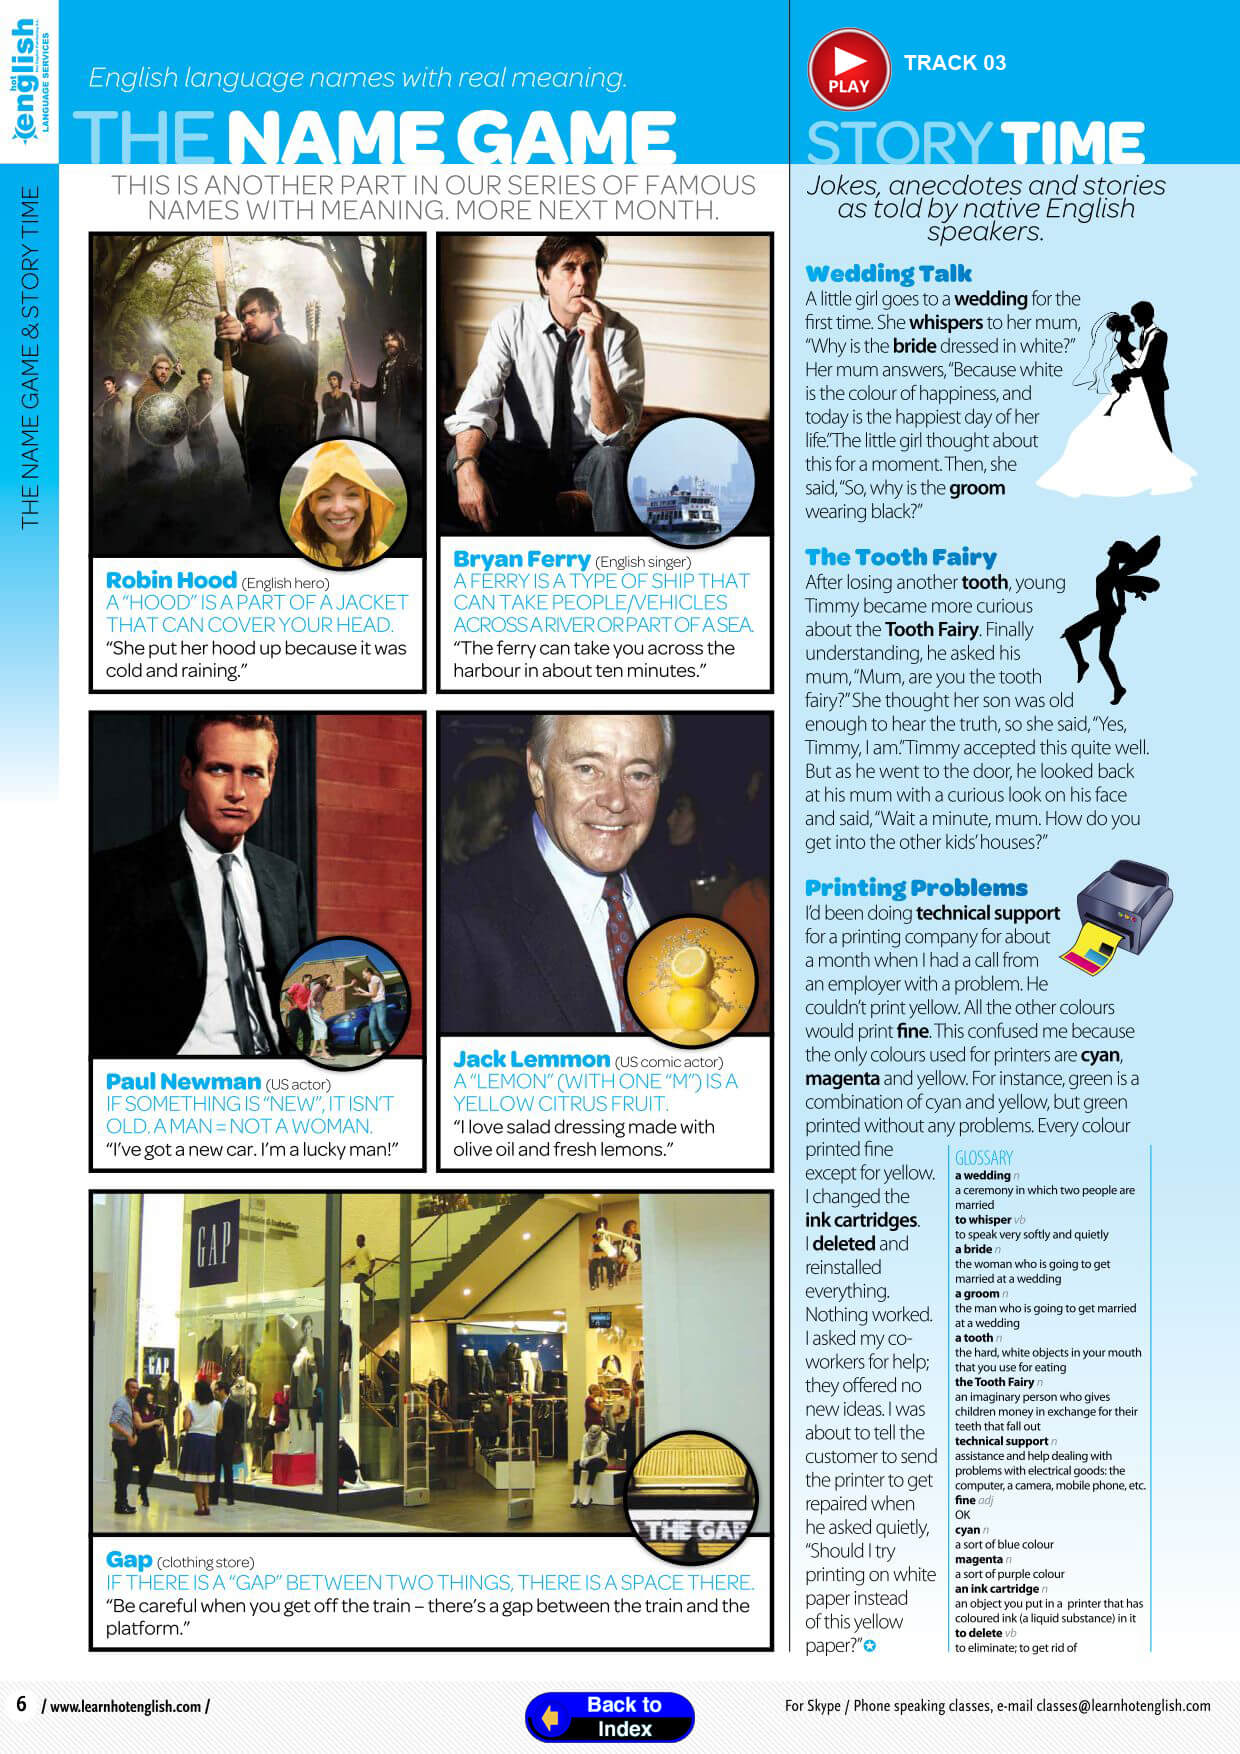 hot
english
LANGUAGE SERVICES
THE NAME GAME & STORY TIME
English language names with real meaning.
THE NAME GAME
THIS IS ANOTHER PART IN OUR SERIES OF FAMOUS
NAMES WITH MEANING. MORE NEXT MONTH.
Robin Hood (English hero)
A “HOOD” IS A PART OF A JACKET
THAT CAN COVER YOUR HEAD.
“She put her hood up because it was
cold and raining.”
Bryan Ferry (English singer)
A FERRY IS A TYPE OF SHIP THAT
CAN TAKE PEOPLE/VEHICLES
ACROSS A RIVER OR PART OF A SEA.
“The ferry can take you across the
harbour in about ten minutes.”
Paul Newman (US actor)
IF SOMETHING IS “NEW”, IT ISN’T
OLD. A MAN = NOT A WOMAN.
“I’ve got a new car. I’m a lucky man!”
Jack Lemmon (US comic actor)
A “LEMON” (WITH ONE “M”) IS A
YELLOW CITRUS FRUIT.
“I love salad dressing made with
olive oil and fresh lemons.”
GAP
GAP
THE GAP
Gap (clothing store)
IF THERE IS A “GAP” BETWEEN TWO THINGS, THERE IS A SPACE THERE.
“Be careful when you get off the train – there’s a gap between the train and the
platform.”
PLAY
TRACK 03
STORY TIME
Jokes, anecdotes and stories
as told by native English
speakers.
Wedding Talk
A little girl goes to a wedding for the
first time. She whispers to her mum,
“Why is the bride dressed in white?”
Her mum answers, “Because white
is the colour of happiness, and
today is the happiest day of her
life.” The little girl thought about
this for a moment. Then, she
said, “So, why is the groom
wearing black?”
The Tooth Fairy
After losing another tooth, young
Timmy became more curious
about the Tooth Fairy. Finally
understanding, he asked his
mum, “Mum, are you the tooth
fairy?” She thought her son was old
enough to hear the truth, so she said, “Yes,
Timmy, I am.” Timmy accepted this quite well.
But as he went to the door, he looked back
at his mum with a curious look on his face
and said, “Wait a minute, mum. How do you
get into the other kids’ houses?”
Printing Problems
I’d been doing technical support
for a printing company for about
a month when I had a call from
an employer with a problem. He
couldn’t print yellow. All the other colours
would print fine. This confused me because
the only colours used for printers are cyan,
magenta and yellow. For instance, green is a
combination of cyan and yellow, but green
printed without any problems. Every colour
printed fine
except for yellow.
I changed the
ink cartridges.
I deleted and
reinstalled
everything.
Nothing worked.
I asked my co-
workers for help;
they offered no
new ideas. I was
about to tell the
customer to send
the printer to get
repaired when
he asked quietly,
“Should I try
printing on white
paper instead
of this yellow
paper?”
GLOSSARY
a wedding n
a ceremony in which two people are
married
to whisper vb
to speak very softly and quietly
a bride n
the woman who is going to get
married at a wedding
a groom n
the man who is going to get married
at a wedding
a tooth n
the hard, white objects in your mouth
that you use for eating
the Tooth Fairy n
an imaginary person who gives
children money in exchange for their
teeth that fall out
technical support n
assistance and help dealing with
problems with electrical goods: the
computer, a camera, mobile phone, etc.
fine adj
OK
cyan n
a sort of blue colour
magenta n
a sort of purple colour
an ink cartridge n
an object you put in a printer that has
coloured ink (a liquid substance) in it
to delete vb
to eliminate; to get rid of
6 / www.learnhotenglish.com /
Back to
Index
For Skype / Phone speaking classes, e-mail classes@learnhotenglish.com